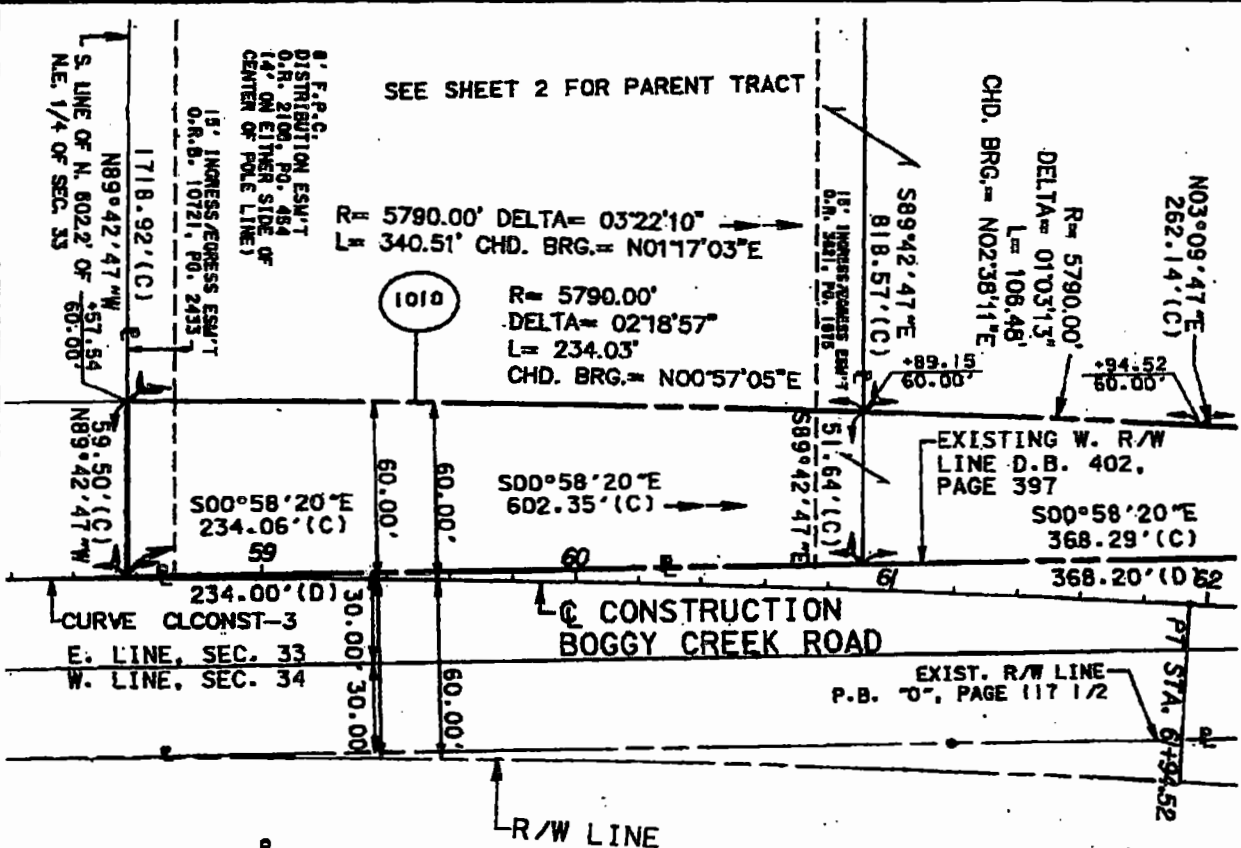 S. LINE OF N. 802.2' OF
N.E. 1/4 OF SEC. 33
1718.92'(C)
N89°42'47"W
+57.54
60.00'
15' INGRESS/EGRESS ESM'T
O.R.B. 10721, PG. 2433
8' F.P.C.
DISTRIBUTION ESM'T
O.R. 2106, PG. 464
(4' ON EITHER SIDE OF
CENTER OF POLE LINE)
SEE SHEET 2 FOR PARENT TRACT
R= 5790.00' DELTA= 03°22'10"
L= 340.51' CHD. BRG.= N01°17'03"E
1010
R= 5790.00'
DELTA= 02°18'57"
L= 234.03'
CHD. BRG.= N00°57'05"E
15' INGRESS/EGRESS ESM'T
S89°42'47"E
818.57'(C)
+89.15
60.00'
CHD. BRG.= N02°38'11"E
L= 106.48'
DELTA= 01°03'13"
R= 5790.00'
N03°09'47"E
262.14'(C)
+94.52
60.00'
59.50'(C)
N89°42'47"W
S00°58'20"E
234.06'(C)
60.00'
60.00'
S00°58'20"E
602.35'(C)
S89°42'47"E
51.64'(C)
EXISTING W. R/W
LINE D.B. 402,
PAGE 397
S00°58'20"E
368.29'(C)
59
60
61
62
234.00'(D)
368.20'(D)
CURVE CLCONST-3
E. LINE, SEC. 33
W. LINE, SEC. 34
30.00'
30.00'
60.00'
℄ CONSTRUCTION
BOGGY CREEK ROAD
EXIST. R/W LINE
P.B. "O", PAGE 117 1/2
PT STA. 61+94.52
R/W LINE